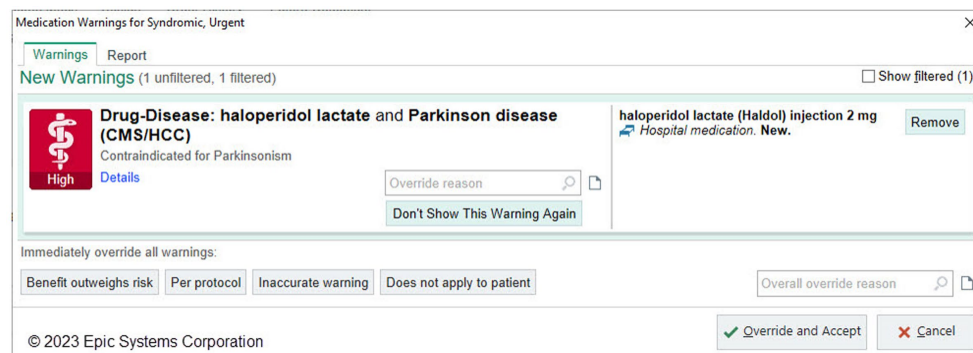 Medication Warnings for Syndromic, Urgent
Warnings Report
New Warnings (1 unfiltered, 1 filtered)
Show filtered (1)
High
Drug-Disease: haloperidol lactate and Parkinson disease
(CMS/HCC)
Contraindicated for Parkinsonism
Details
Override reason
Don't Show This Warning Again
haloperidol lactate (Haldol) injection 2 mg
Hospital medication. New.
Remove
Immediately override all warnings:
Benefit outweighs risk Per protocol Inaccurate warning Does not apply to patient
Overall override reason
Override and Accept Cancel
© 2023 Epic Systems Corporation